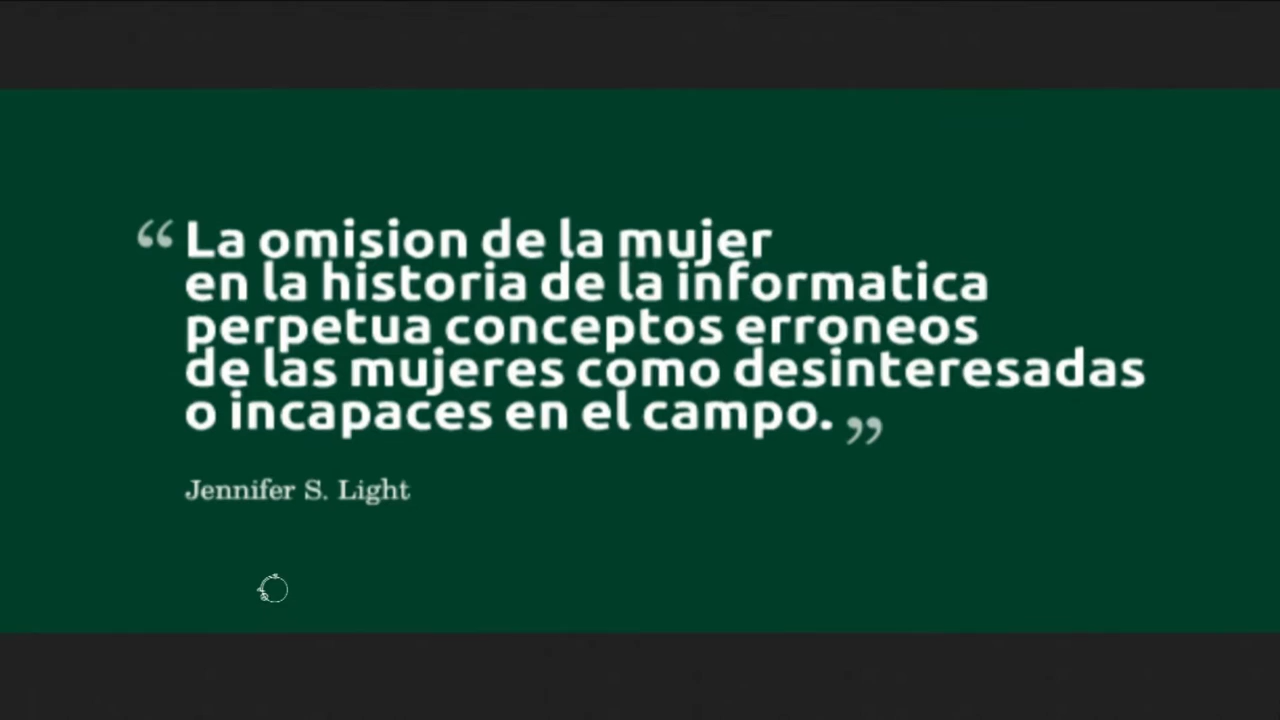 “La omision de la mujer
en la historia de la informatica
perpetua conceptos erroneos
de las mujeres como desinteresadas
o incapaces en el campo.”
Jennifer S. Light